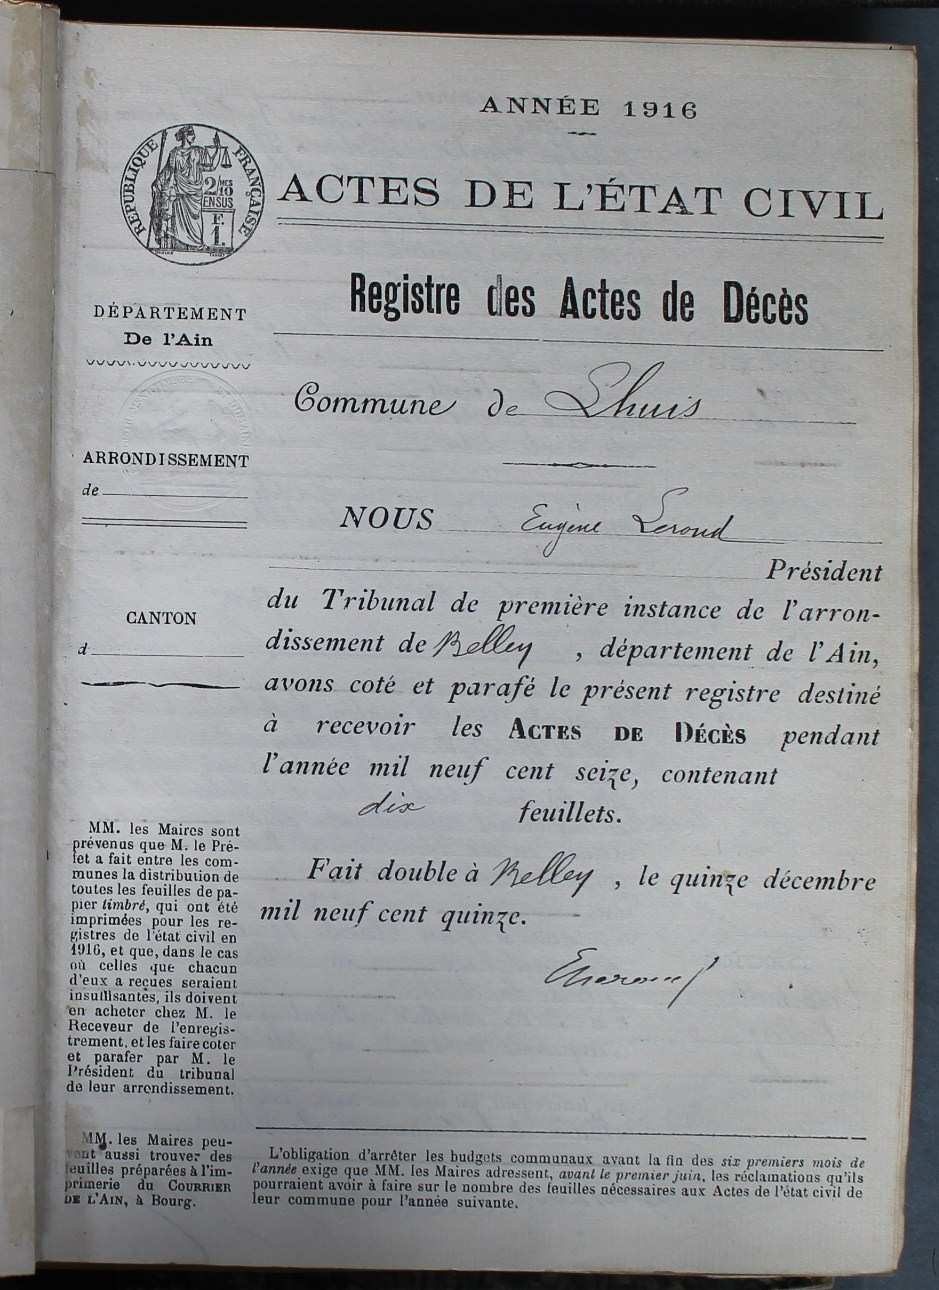 ANNÉE 1916
RÉPUBLIQUE FRANÇAISE
2/10 MES
EN SUS
F.
1.
ACTES DE L'ÉTAT CIVIL
Registre des Actes de Décès
DÉPARTEMENT
De l'Ain
Commune de Lhuis
ARRONDISSEMENT
de
NOUS Eugène Leroud
Président
du Tribunal de première instance de l'arron-
dissement de Belley, département de l'Ain,
avons coté et parafé le présent registre destiné
à recevoir les ACTES DE DÉCÈS pendant
l'année mil neuf cent seize, contenant
dix feuillets.
CANTON
d
Fait double à Belley, le quinze décembre
mil neuf cent quinze.
MM. les Maires sont
prévenus que M. le Pré-
fet a fait entre les com-
munes la distribution de
toutes les feuilles de pa-
pier timbré, qui ont été
imprimées pour les re-
gistres de l'état civil en
1916, et que, dans le cas
où celles que chacun
d'eux a reçues seraient
insuffisantes, ils doivent
en acheter chez M. le
Receveur de l'enregis-
trement, et les faire coter
et parafer par M. le
Président du tribunal
de leur arrondissement.
MM. les Maires peu-
vent aussi trouver des
feuilles préparées à l'im-
primerie du COURRIER
DE L'AIN, à Bourg.
L'obligation d'arrêter les budgets communaux avant la fin des six premiers mois de
l'année exige que MM. les Maires adressent, avant le premier juin, les réclamations qu'ils
pourraient avoir à faire sur le nombre des feuilles nécessaires aux Actes de l'état civil de
leur commune pour l'année suivante.